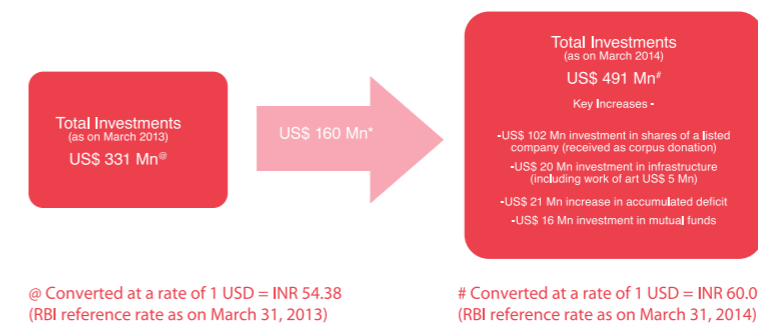 Total Investments
(as on March 2013)
US$ 331 Mn@
US$ 160 Mn*
Total Investments
(as on March 2014)
US$ 491 Mn#
Key Increases -
-US$ 102 Mn investment in shares of a listed
company (received as corpus donation)
-US$ 20 Mn investment in infrastructure
(including work of art US$ 5 Mn)
-US$ 21 Mn increase in accumulated deficit
-US$ 16 Mn investment in mutual funds
@ Converted at a rate of 1 USD = INR 54.38
(RBI reference rate as on March 31, 2013)
# Converted at a rate of 1 USD = INR 60.0
(RBI reference rate as on March 31, 2014)